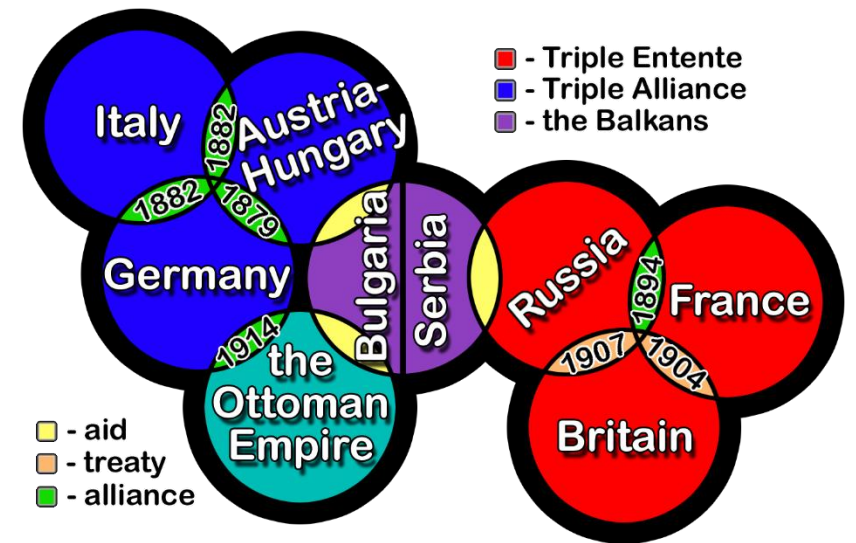 Italy
Austria-
Hungary
1882
1882
1879
Germany
1914
the
Ottoman
Empire
Bulgaria
Serbia
Russia
1894
France
1907
1904
Britain
- Triple Entente
- Triple Alliance
- the Balkans
- aid
- treaty
- alliance